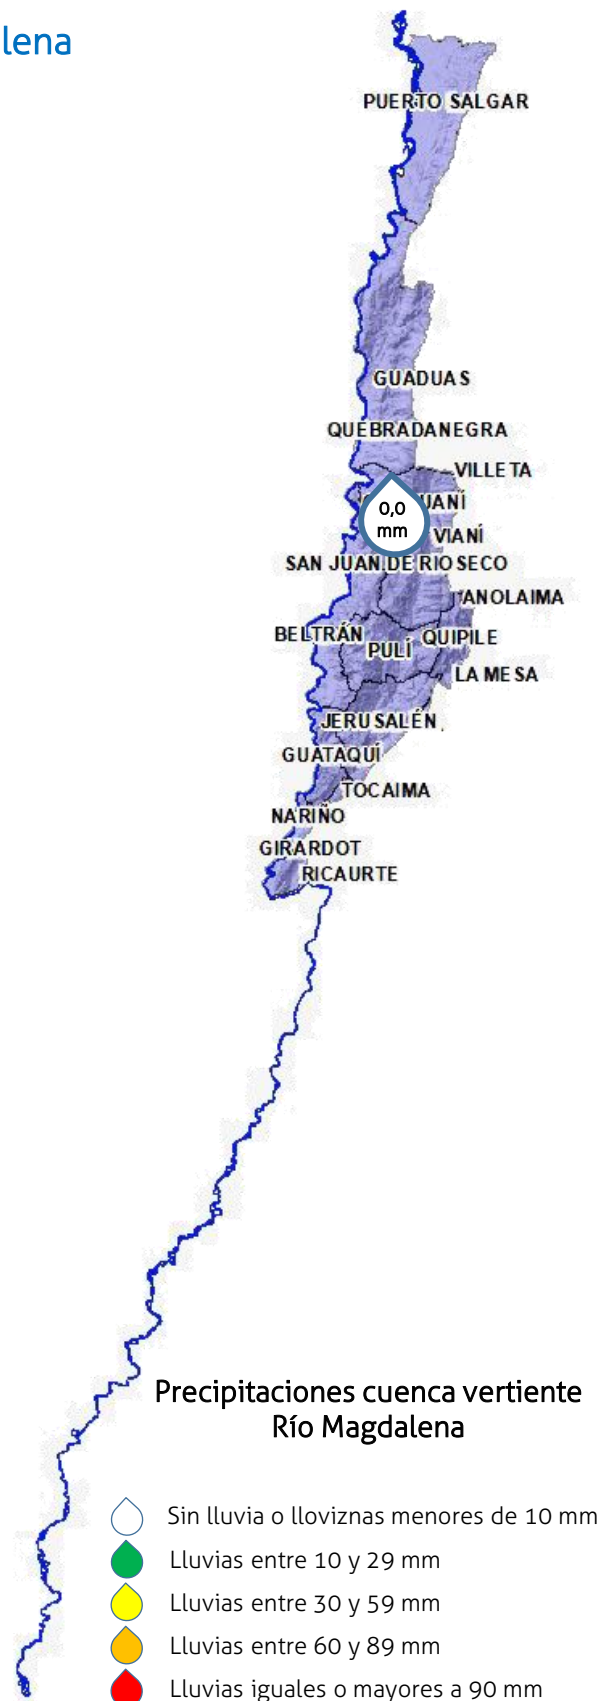 lena
PUERTO SALGAR
GUADUAS
QUEBRADANEGRA
VILLETA
UANÍ
0,0
mm
VIANÍ
SAN JUAN DE RIO SECO
ANOLAIMA
BELTRÁN
QUIPILE
PULÍ
LA MESA
JERUSALÉN
GUATAQUÍ
TOCAIMA
NARIÑO
GIRARDOT
RICAURTE
Precipitaciones cuenca vertiente
Río Magdalena
Sin lluvia o lloviznas menores de 10 mm
Lluvias entre 10 y 29 mm
Lluvias entre 30 y 59 mm
Lluvias entre 60 y 89 mm
Lluvias iguales o mayores a 90 mm